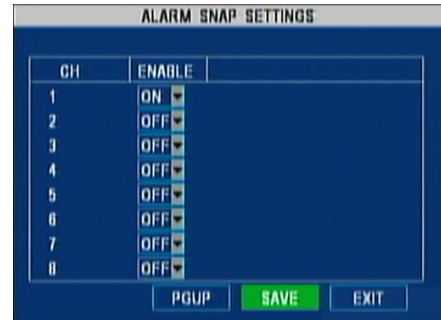 ALARM SNAP SETTINGS
CH ENABLE
1 ON
2 OFF
3 OFF
4 OFF
5 OFF
6 OFF
7 OFF
8 OFF
PGUP SAVE EXIT